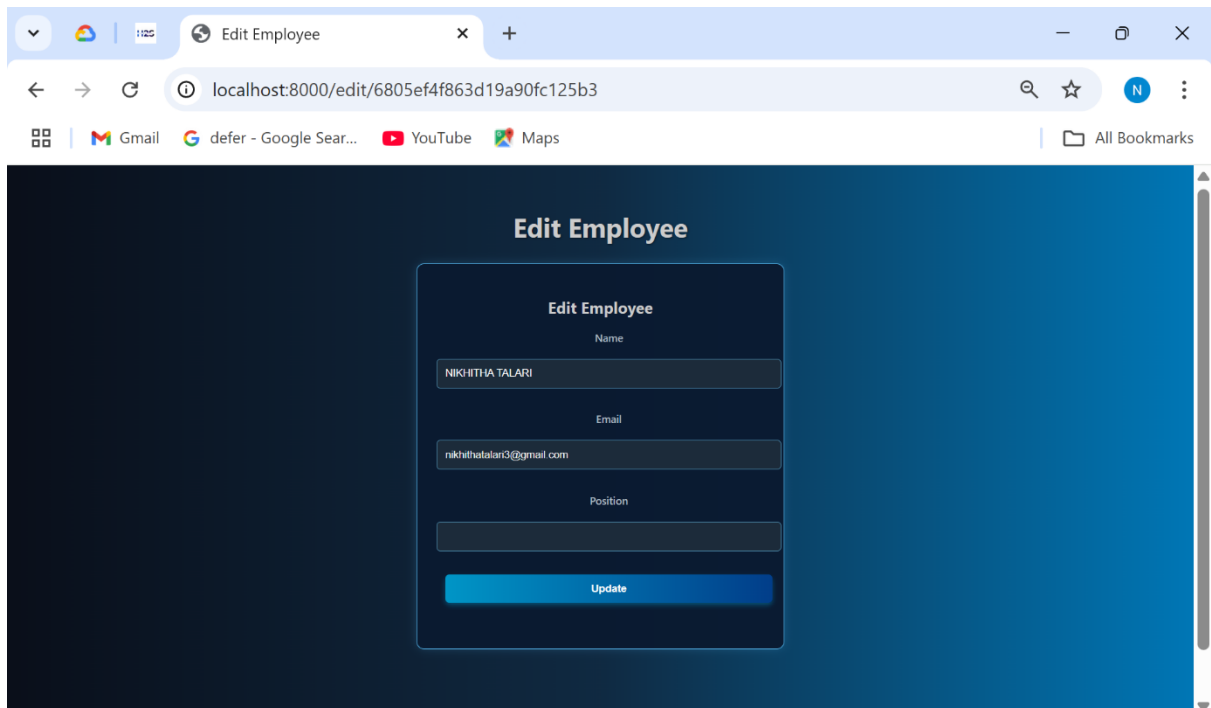 Edit Employee
localhost:8000/edit/6805ef4f863d19a90fc125b3
N
Gmail
defer - Google Sear...
YouTube
Maps
All Bookmarks
Edit Employee
Edit Employee
Name
NIKHITHA TALARI
Email
nikhithatalari3@gmail.com
Position
Update